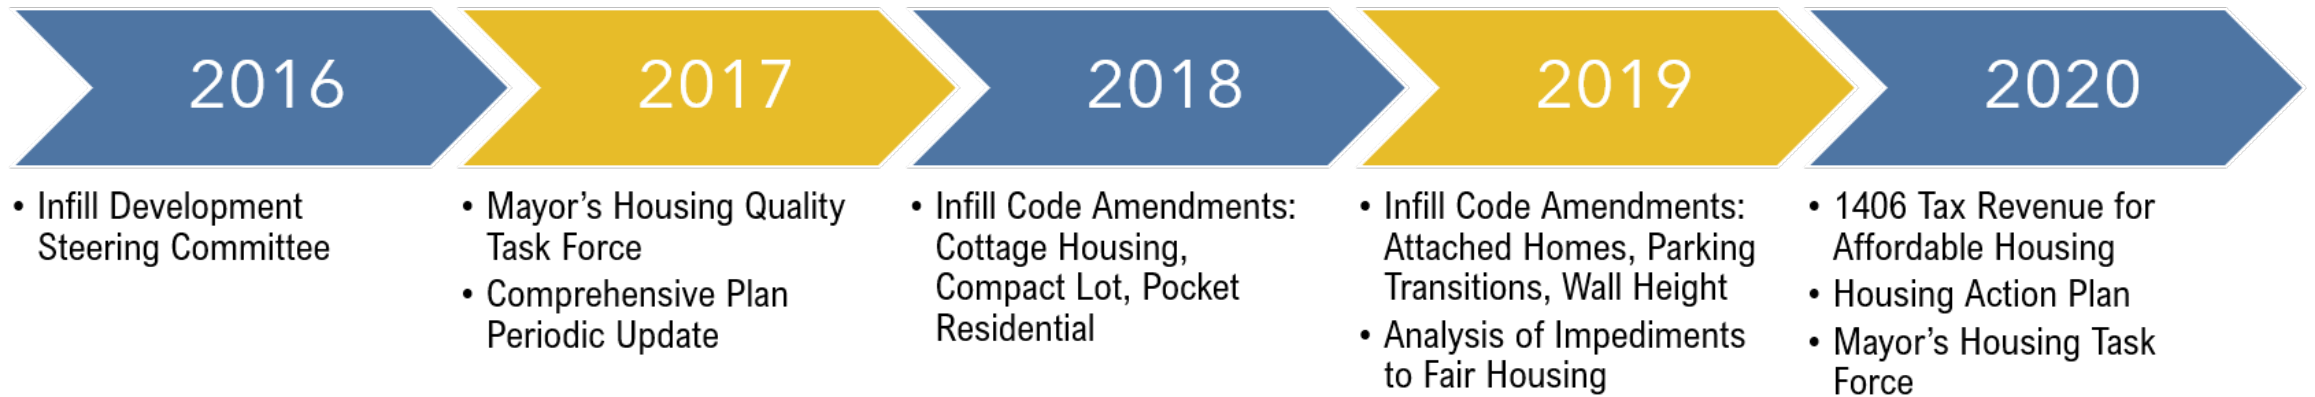 2016
• Infill Development
Steering Committee
2017
• Mayor’s Housing Quality
Task Force
• Comprehensive Plan
Periodic Update
2018
• Infill Code Amendments:
Cottage Housing,
Compact Lot, Pocket
Residential
2019
• Infill Code Amendments:
Attached Homes, Parking
Transitions, Wall Height
• Analysis of Impediments
to Fair Housing
2020
• 1406 Tax Revenue for
Affordable Housing
• Housing Action Plan
• Mayor’s Housing Task
Force